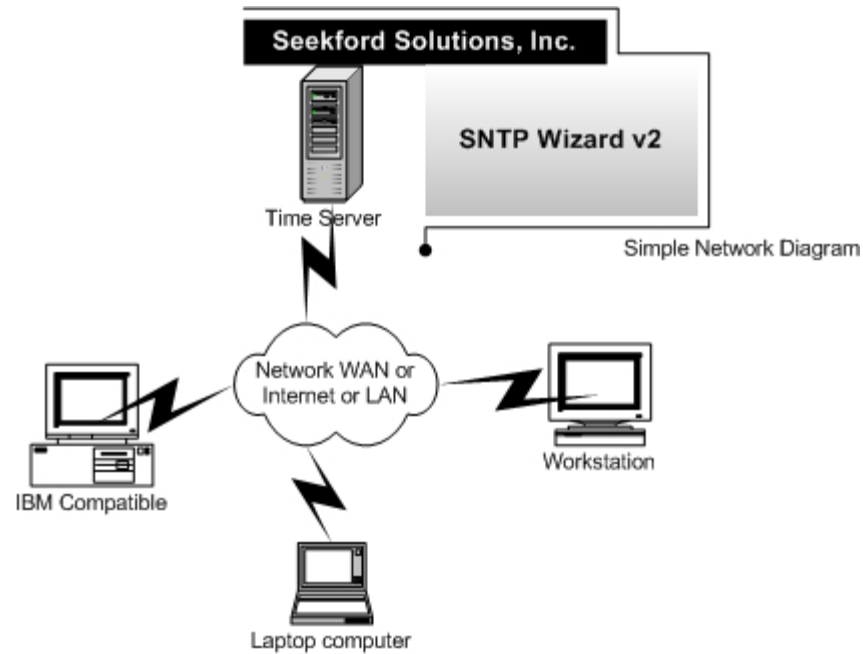 Seekford Solutions, Inc.
SNTP Wizard v2
Time Server
Simple Network Diagram
Network WAN or
Internet or LAN
Workstation
IBM Compatible
Laptop computer